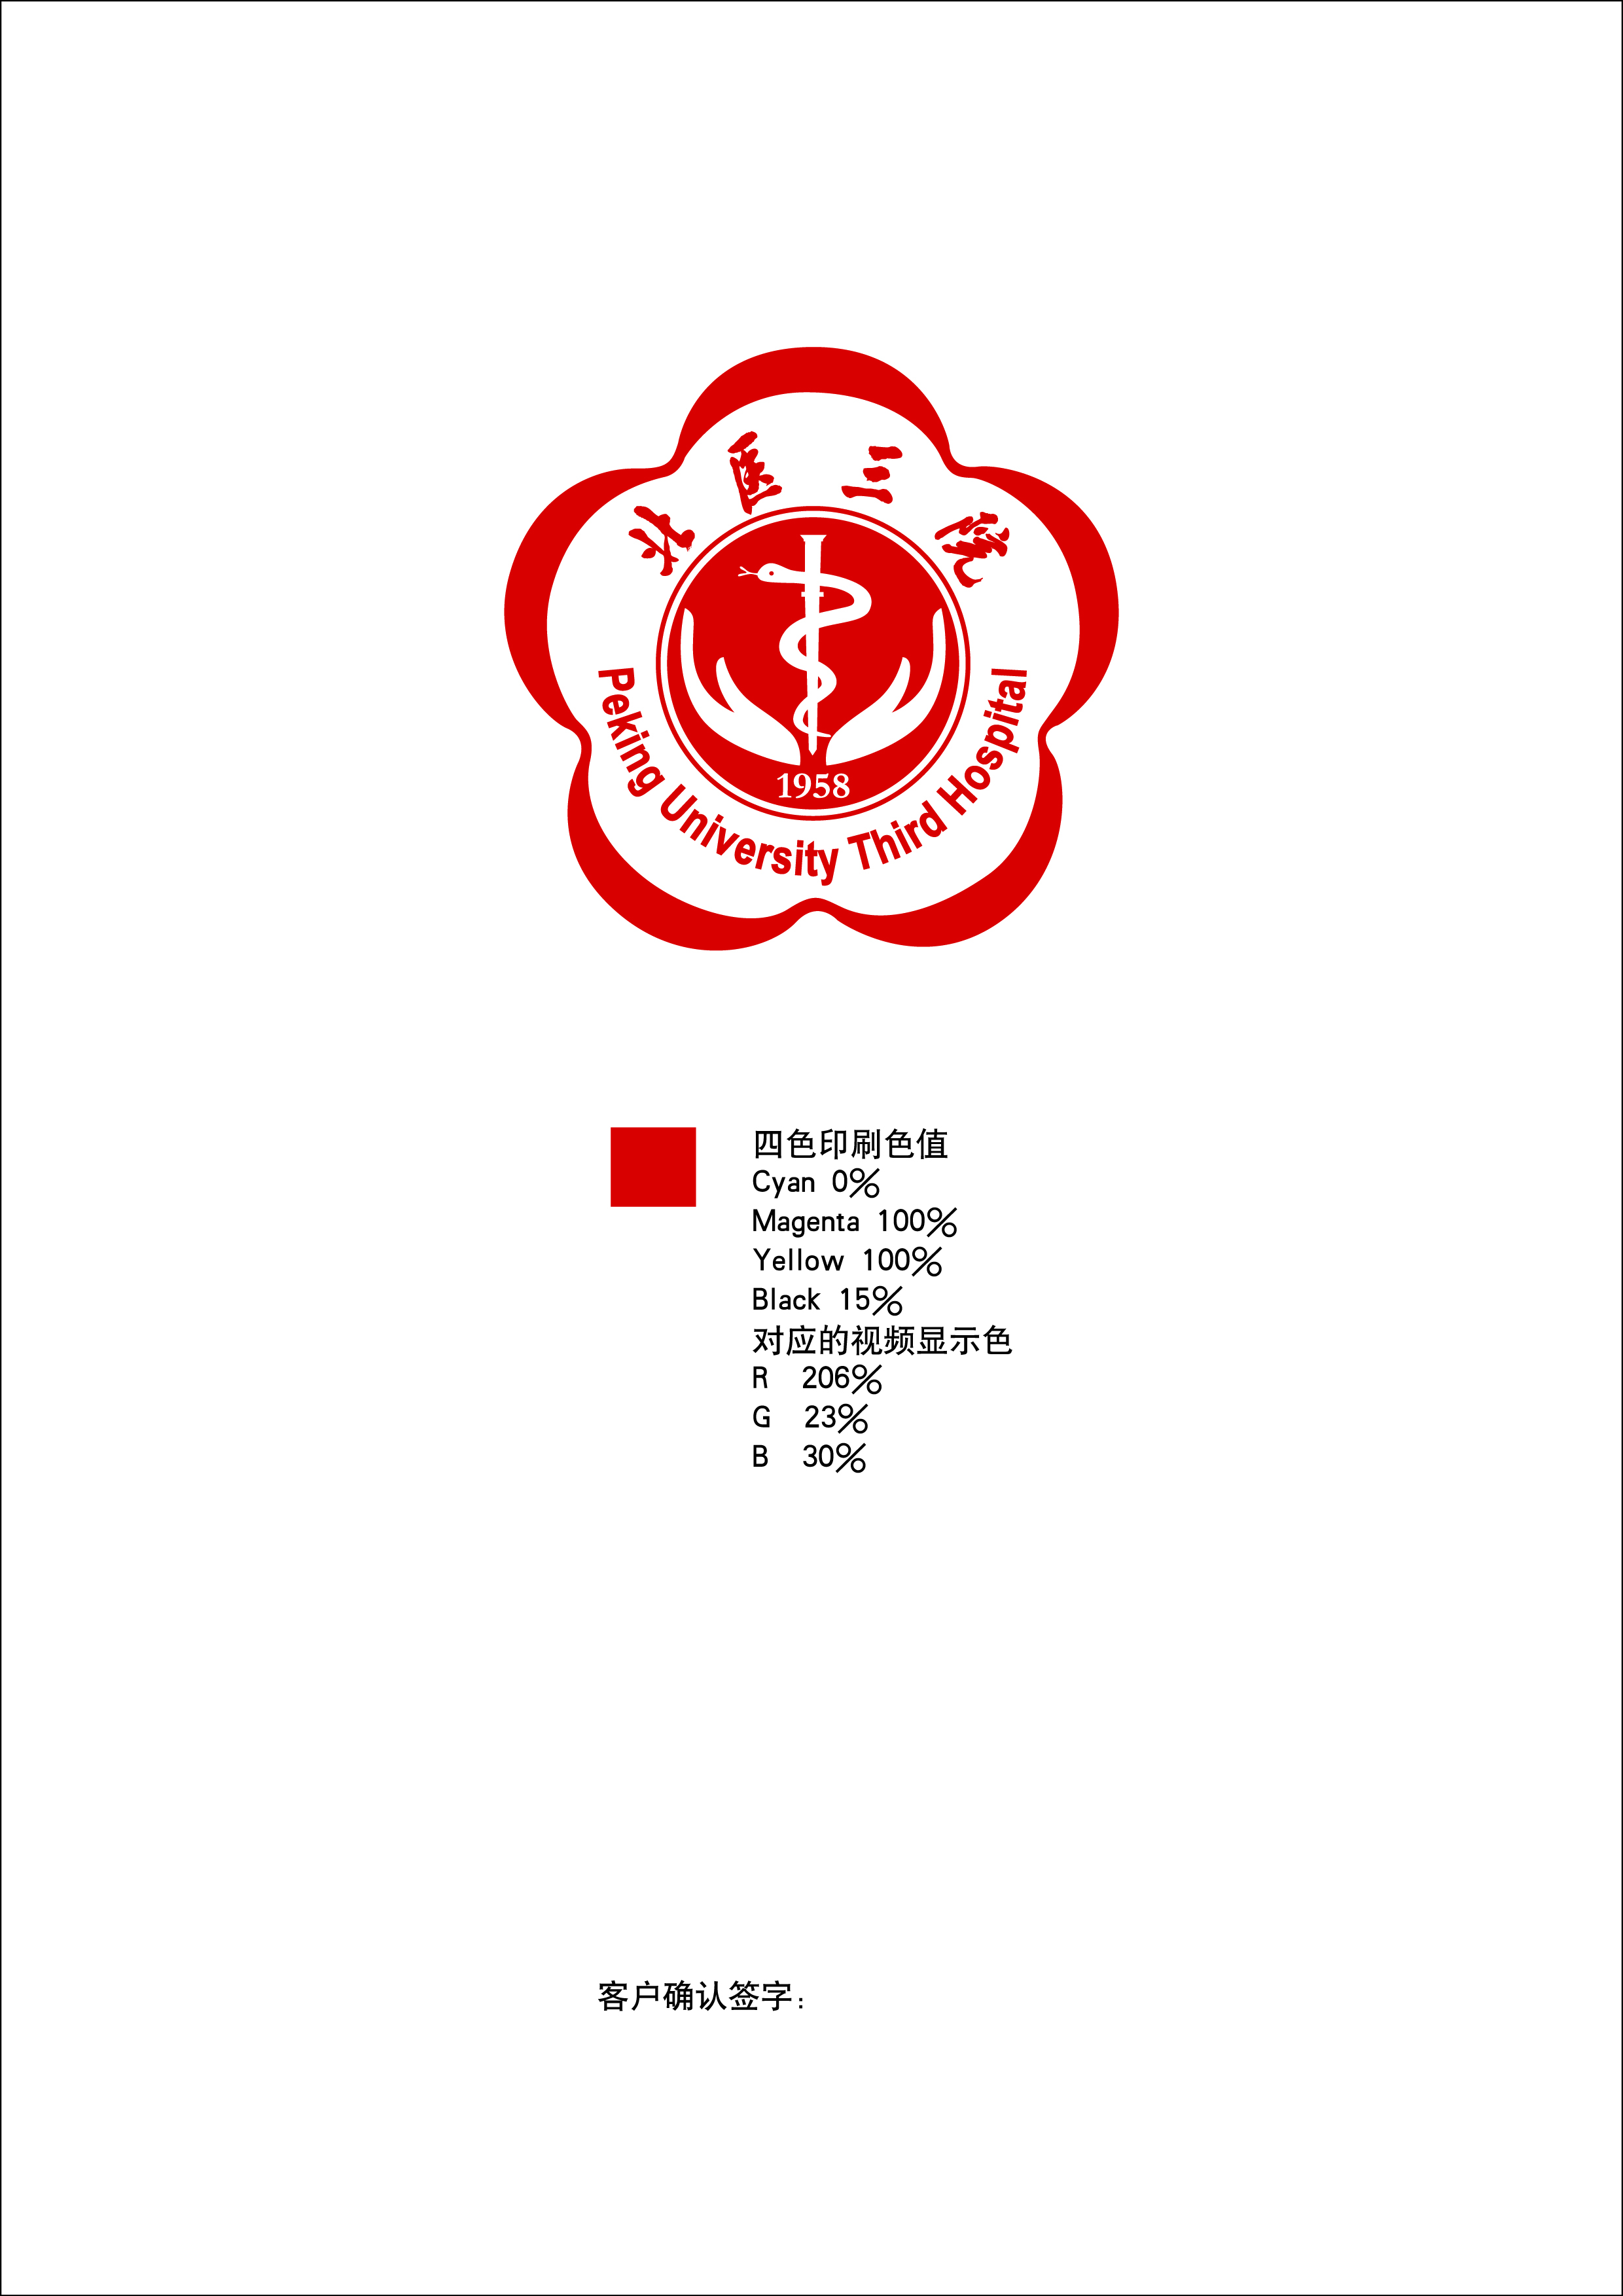 北医三院
1958
Peking University Third Hospital
四色印刷色值
Cyan 0%
Magenta 100%
Yellow 100%
Black 15%
对应的视频显示色
R 206%
G 23%
B 30%
客户确认签字：